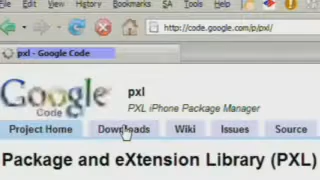 File Edit View History Bookmarks SA Tools Help
http://code.google.com/p/pxl/
pxl - Google Code
Google
Code
pxl
PXL iPhone Package Manager
Project Home Downloads Wiki Issues Source
Package and eXtension Library (PXL)